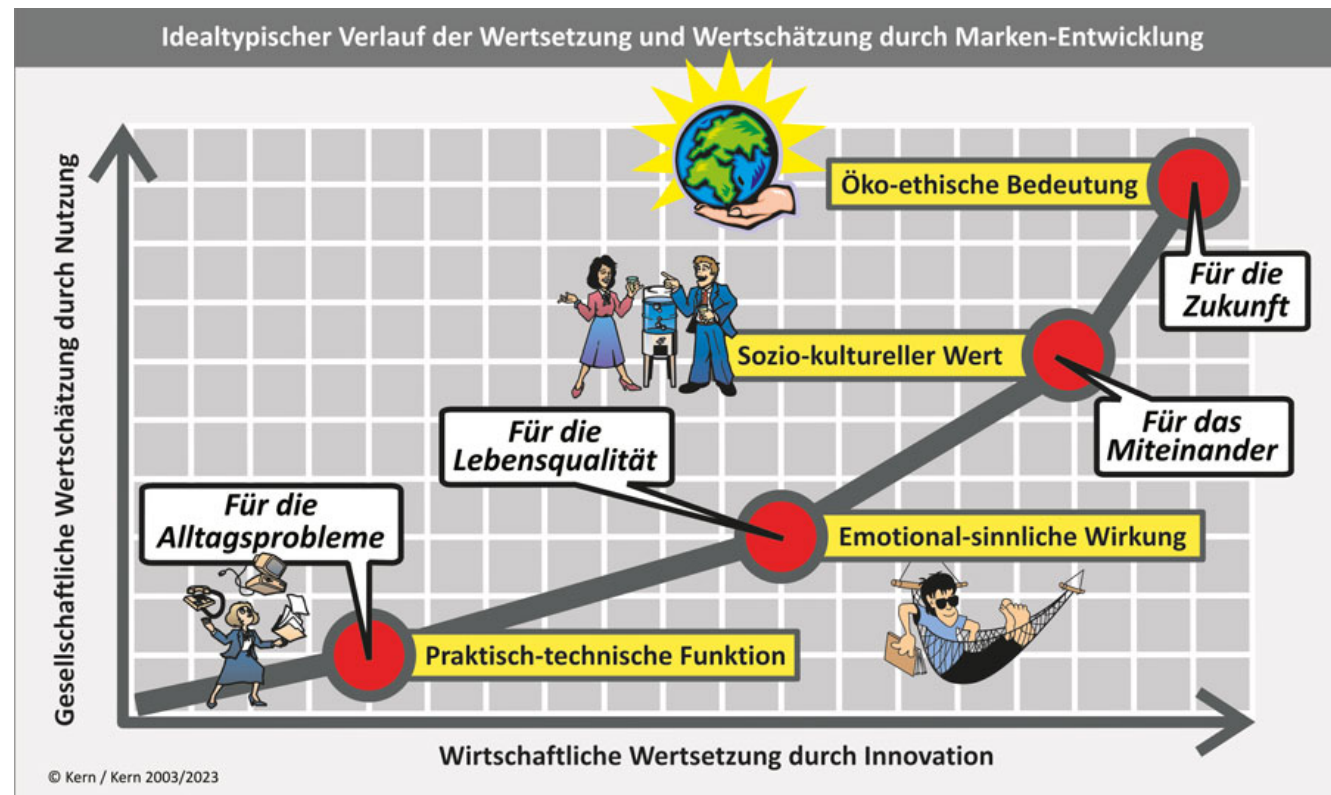 Idealtypischer Verlauf der Wertsetzung und Wertschätzung durch Marken-Entwicklung
Gesellschaftliche Wertschätzung durch Nutzung
Öko-ethische Bedeutung
Für die
Zukunft
Sozio-kultureller Wert
Für das
Miteinander
Für die
Lebensqualität
Emotional-sinnliche Wirkung
Für die
Alltagsprobleme
Praktisch-technische Funktion
Wirtschaftliche Wertsetzung durch Innovation
© Kern / Kern 2003/2023